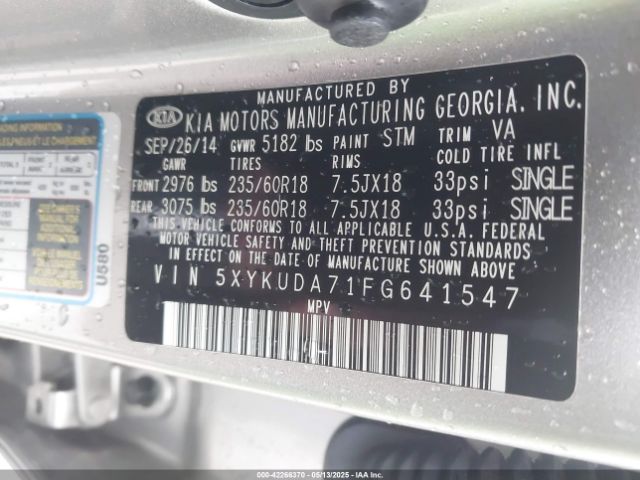 MANUFACTURED BY
KIA KIA MOTORS MANUFACTURING GEORGIA, INC.
SEP/26/14 GVWR 5182 lbs PAINT STM TRIM VA
GAWR TIRES RIMS COLD TIRE INFL
FRONT 2976 lbs 235/60R18 7.5JX18 33psi SINGLE
REAR 3075 lbs 235/60R18 7.5JX18 33psi SINGLE
THIS VEHICLE CONFORMS TO ALL APPLICABLE U.S.A. FEDERAL
MOTOR VEHICLE SAFETY AND THEFT PREVENTION STANDARDS
IN EFFECT ON THE DATE OF MANUFACTURE SHOWN ABOVE
VIN 5XYKUDA71FG641547
MPV
LOADING INFORMATION
U580
000-42266370 - 05/13/2025 - IAA Inc.